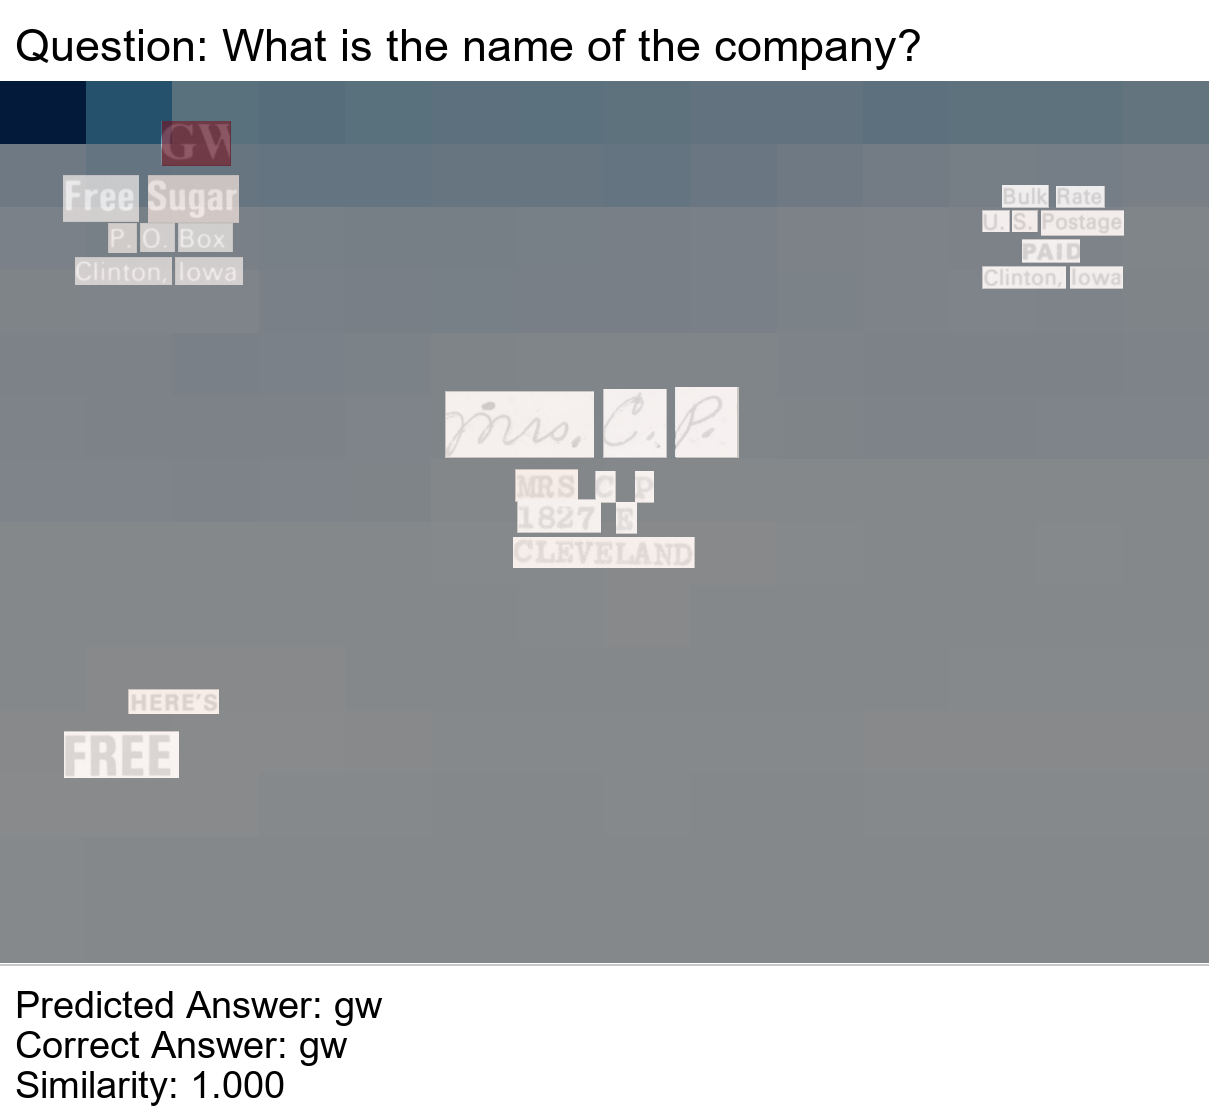 Question: What is the name of the company?
GW
Free Sugar
P. O. Box
Clinton, Iowa
Bulk Rate
U. S. Postage
PAID
Clinton, Iowa
mrs. C. P.
MRS C P
1827 E
CLEVELAND
HERE'S
FREE
Predicted Answer: gw
Correct Answer: gw
Similarity: 1.000